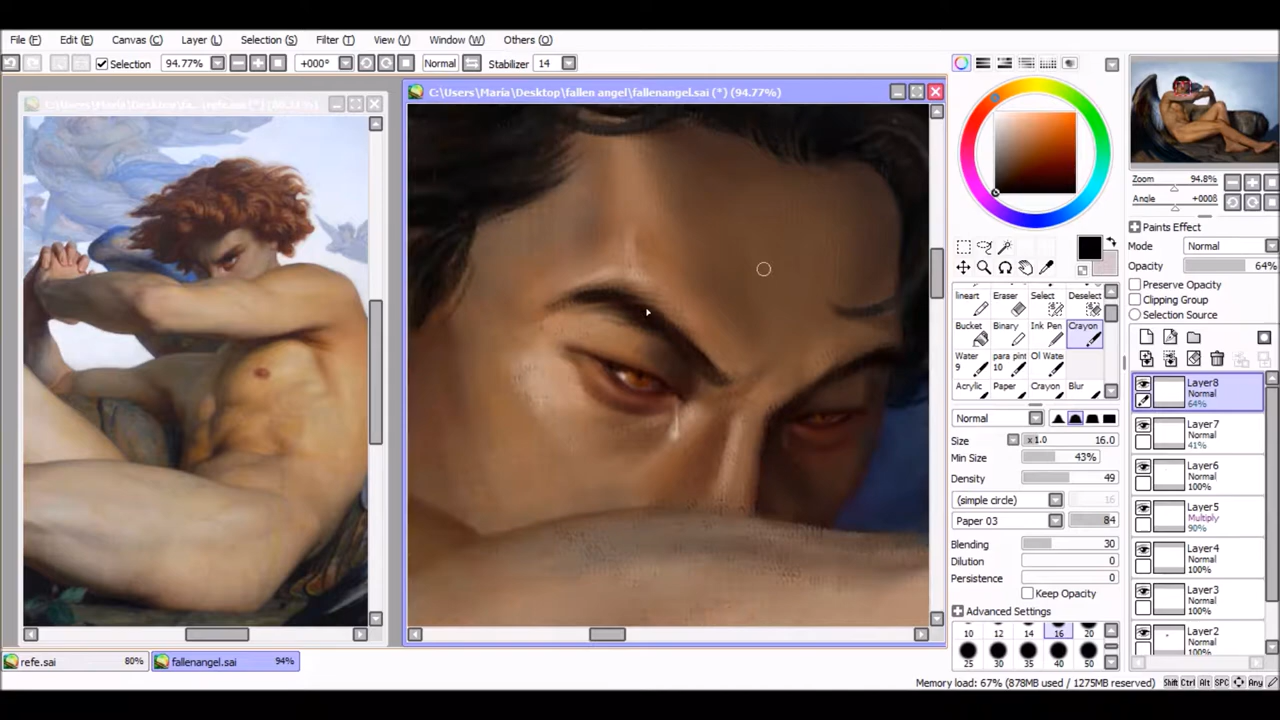 File (F) Edit (E) Canvas (C) Layer (L) Selection (S) Filter (T) View (V) Window (W) Others (O)
Selection 94.77% +000° Normal Stabilizer 14
C:\Users\Maria\Desktop\fallen angel\fallenangel.sai (*) (94.77%)
Zoom 94.8%
Angle
Paints Effect
Mode Normal
Opacity 64%
Preserve Opacity
Clipping Group
Selection Source
lineart Eraser Select Deselect
Bucket Binary Ink Pen Crayon
Water 9 para pint 10 Ol Water
Acrylic Paper Crayon Blur
Normal
Size x 1.0 16.0
Min Size 43%
Density 49
(simple circle) 16
Paper 03 84
Blending 30
Dilution 0
Persistence 0
Keep Opacity
Advanced Settings
10 12 14 16 20
25 30 35 40 50
Layer8
Normal
64%
Layer7
Normal
41%
Layer6
Normal
100%
Layer5
Multiply
90%
Layer4
Normal
100%
Layer3
Normal
100%
Layer2
Normal
100%
refe.sai 80% fallenangel.sai 94%
Memory load: 67% (878MB used / 1275MB reserved) Shift Ctrl Alt SPC Any